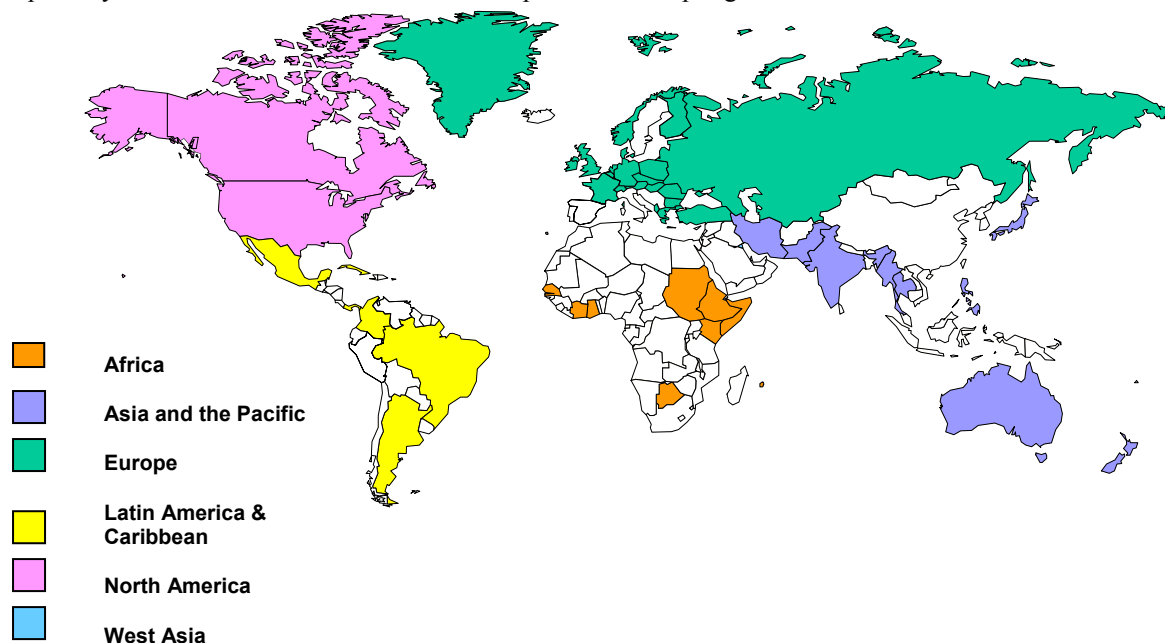 Africa
Asia and the Pacific
Europe
Latin America &
Caribbean
North America
West Asia